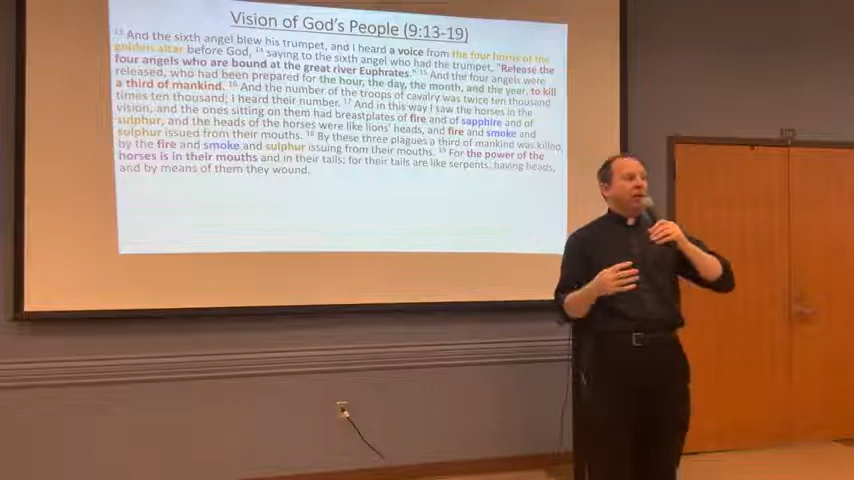 Vision of God's People (9:13-19)
13 And the sixth angel blew his trumpet, and I heard a voice from the four horns of the
golden altar before God, 14 saying to the sixth angel who had the trumpet, "Release the
four angels who are bound at the great river Euphrates." 15 And the four angels were
released, who had been prepared for the hour, the day, the month, and the year, to kill
a third of mankind. 16 And the number of the troops of cavalry was twice ten thousand
times ten thousand; I heard their number. 17 And in this way I saw the horses in the
vision, and the ones sitting on them had breastplates of fire and of sapphire and of
sulphur, and the heads of the horses were like lions' heads, and fire and smoke and
sulphur issued from their mouths. 18 By these three plagues a third of mankind was killed,
by the fire and smoke and sulphur issuing from their mouths. 19 For the power of the
horses is in their mouths and in their tails; for their tails are like serpents, having heads,
and by means of them they wound.